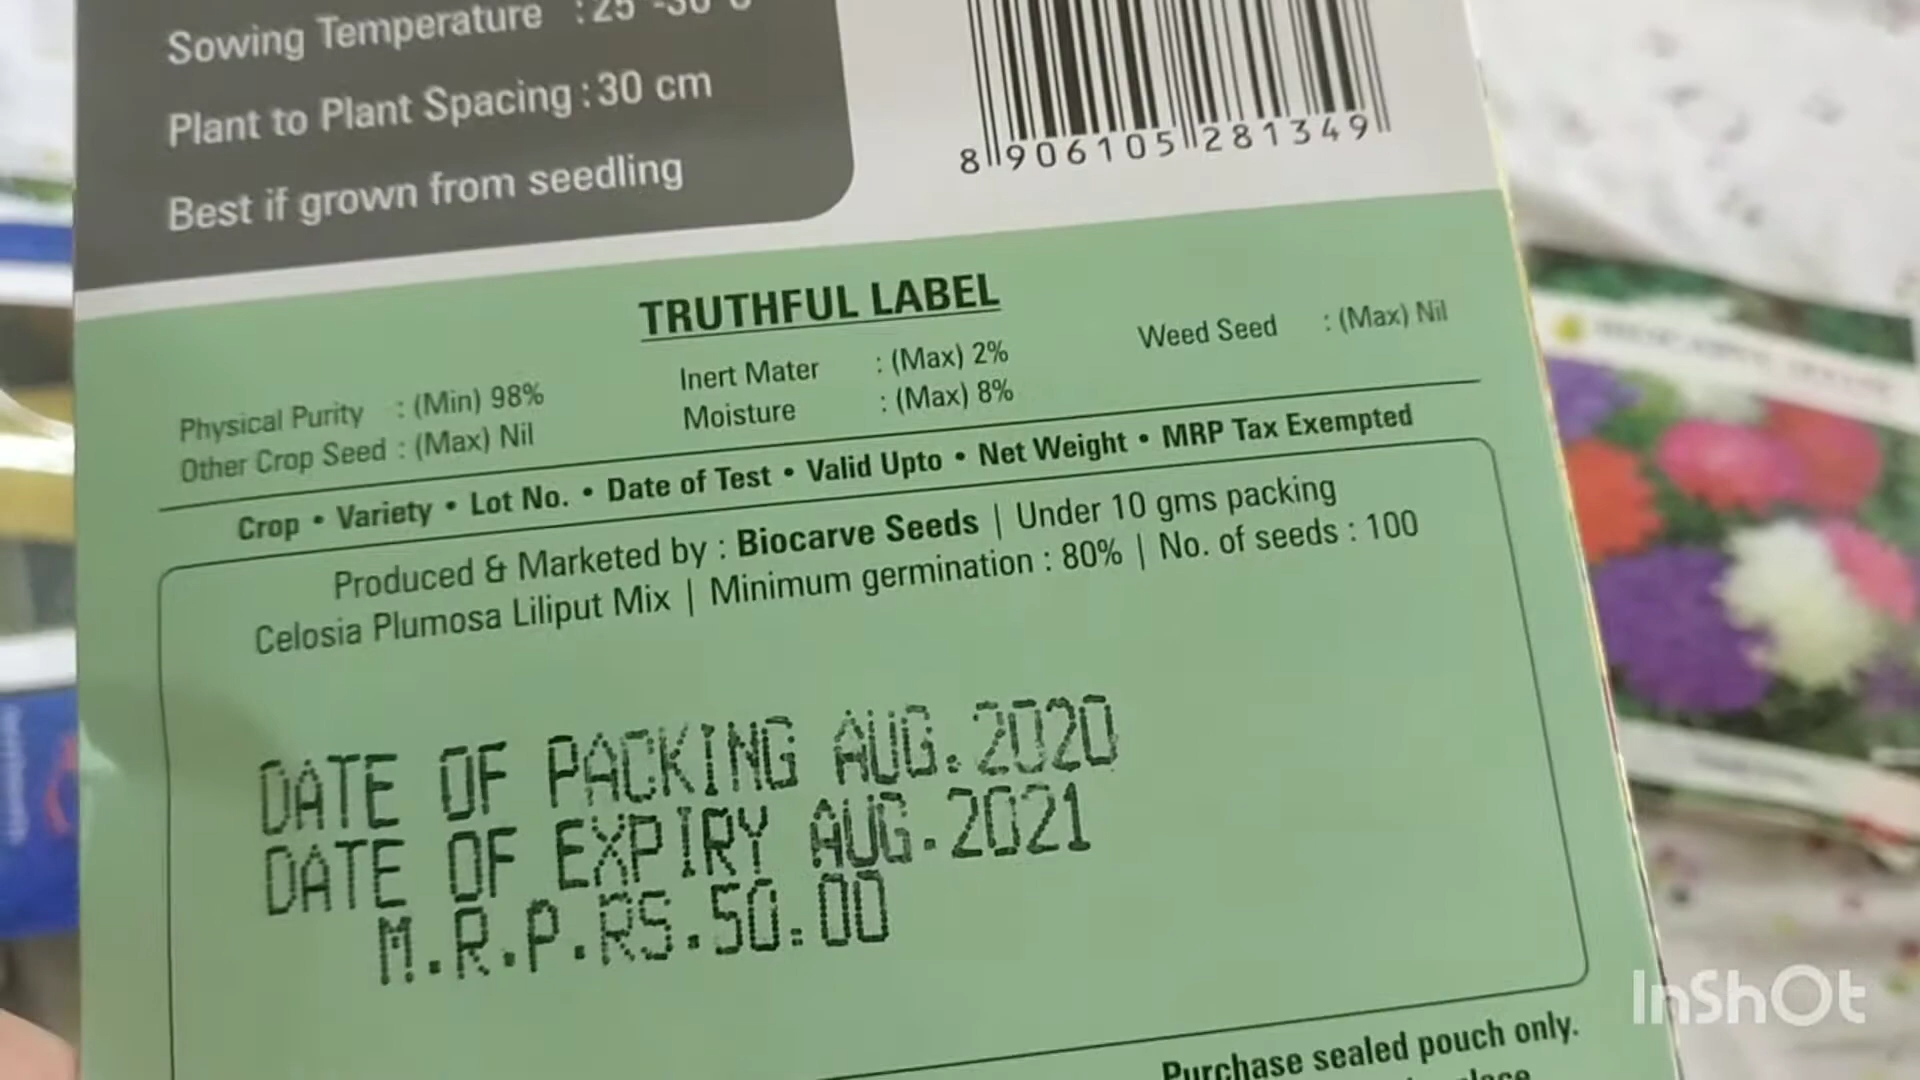 Sowing Temperature : 25°-30°C
Plant to Plant Spacing : 30 cm
Best if grown from seedling
8 906105 281349
TRUTHFUL LABEL
Physical Purity : (Min) 98% Inert Mater : (Max) 2% Weed Seed : (Max) Nil
Other Crop Seed : (Max) Nil Moisture : (Max) 8%
Crop • Variety • Lot No. • Date of Test • Valid Upto • Net Weight • MRP Tax Exempted
Produced & Marketed by : Biocarve Seeds | Under 10 gms packing
Celosia Plumosa Liliput Mix | Minimum germination : 80% | No. of seeds : 100
DATE OF PACKING AUG.2020
DATE OF EXPIRY AUG.2021
M.R.P.RS.50.00
Purchase sealed pouch only.
InShOt